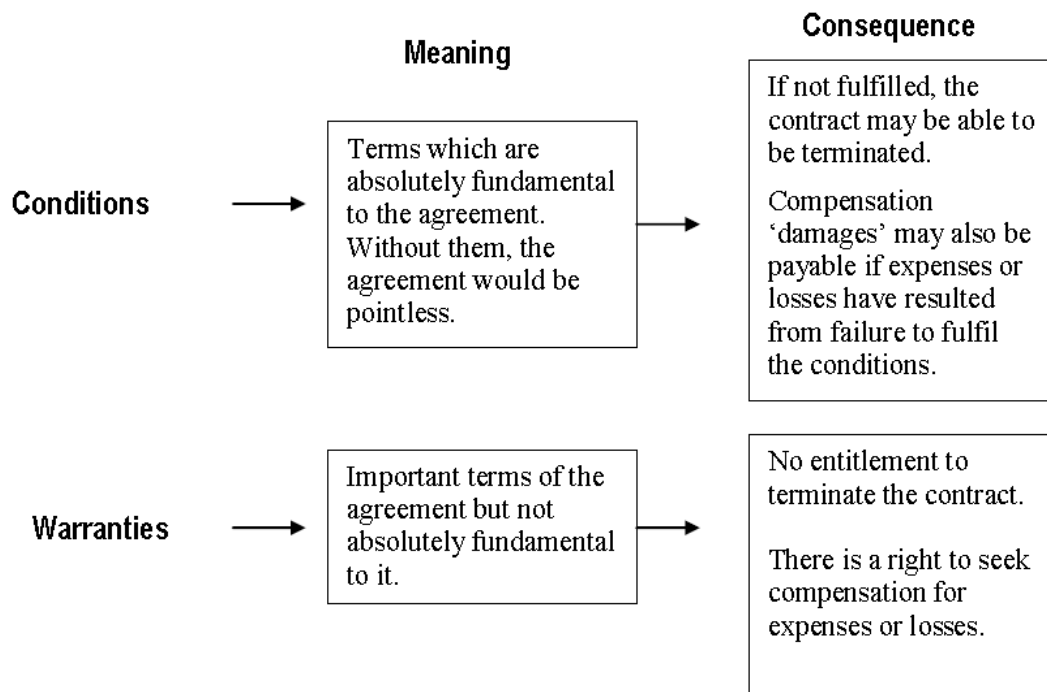 Meaning
Consequence
Conditions
Terms which are
absolutely fundamental
to the agreement.
Without them, the
agreement would be
pointless.
If not fulfilled, the
contract may be able to
be terminated.
Compensation
‘damages’ may also be
payable if expenses or
losses have resulted
from failure to fulfil
the conditions.
Warranties
Important terms of the
agreement but not
absolutely fundamental
to it.
No entitlement to
terminate the contract.
There is a right to seek
compensation for
expenses or losses.